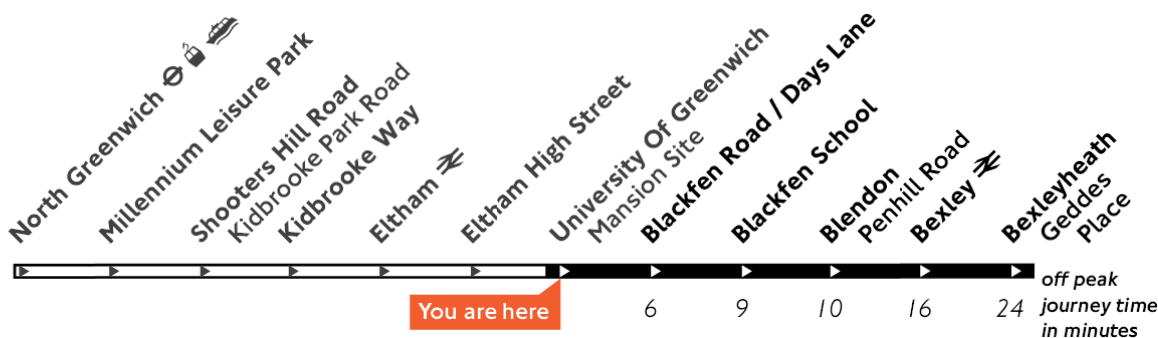 North Greenwich
Millennium Leisure Park
Shooters Hill Road
Kidbrooke Park Road
Kidbrooke Way
Eltham
Eltham High Street
University Of Greenwich
Mansion Site
Blackfen Road / Days Lane
Blackfen School
Blendon
Penhill Road
Bexley
Bexleyheath
Geddes
Place
You are here
6
9
10
16
24
off peak
journey time
in minutes